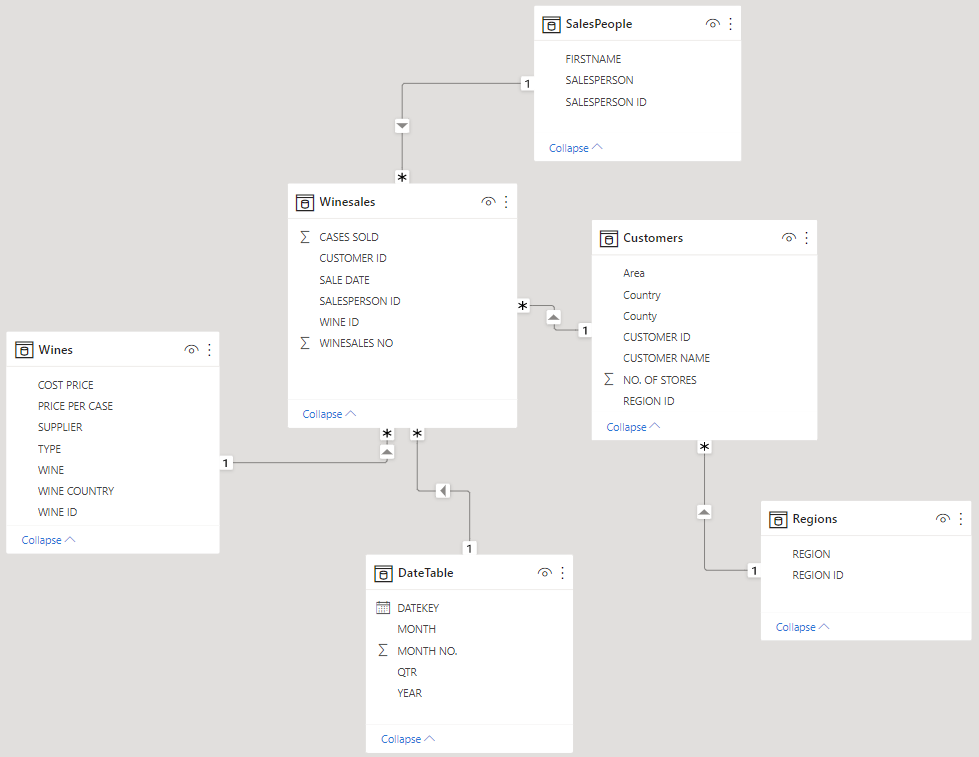 SalesPeople
FIRSTNAME
SALESPERSON
SALESPERSON ID
Collapse
1
*
Winesales
CASES SOLD
CUSTOMER ID
SALE DATE
SALESPERSON ID
WINE ID
WINESALES NO
Collapse
*
1
Customers
Area
Country
County
CUSTOMER ID
CUSTOMER NAME
NO. OF STORES
REGION ID
Collapse
Wines
COST PRICE
PRICE PER CASE
SUPPLIER
TYPE
WINE
WINE COUNTRY
WINE ID
Collapse
1
*
*
1
DateTable
DATEKEY
MONTH
MONTH NO.
QTR
YEAR
Collapse
*
1
Regions
REGION
REGION ID
Collapse